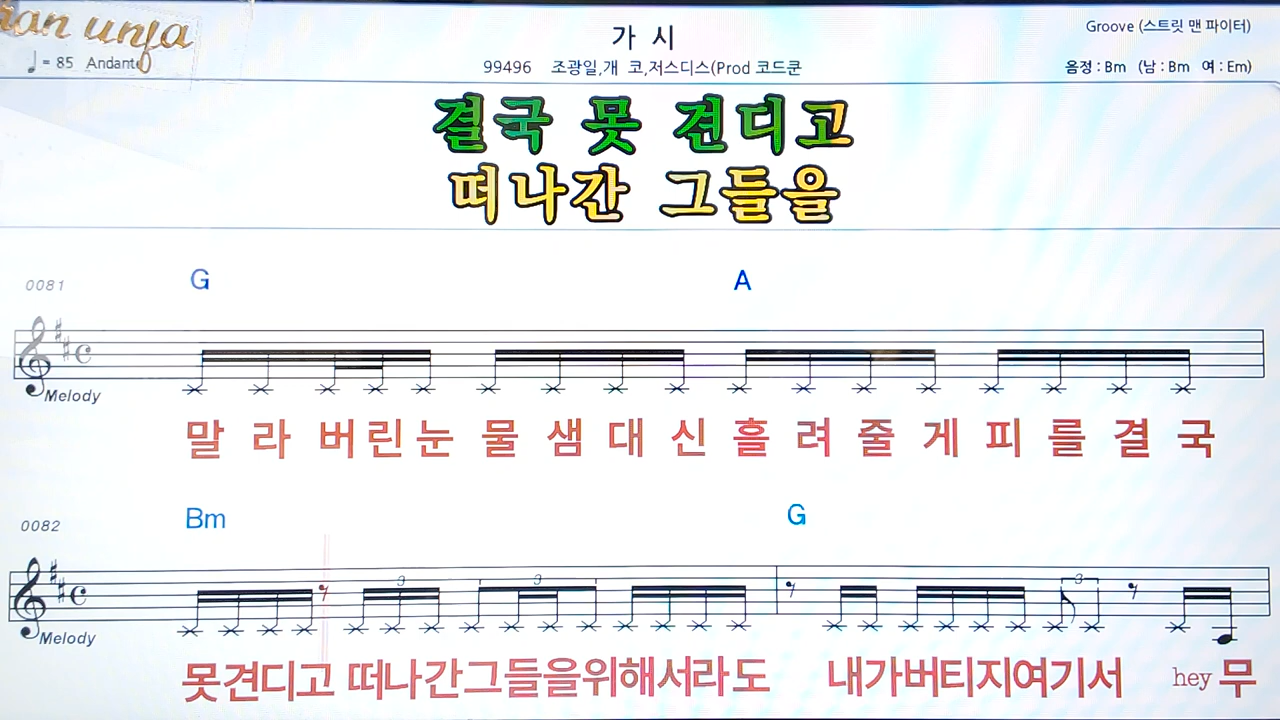 unja
♩= 85 Andante
가 시
99496 조광일,개 코,저스디스(Prod 코드쿤
Groove (스트릿 맨 파이터)
음정 : Bm (남 : Bm 여 : Em)
결국 못 견디고
떠나간 그들을
0081 G A
Melody
말 라 버린 눈 물 샘 대 신 흘 려 줄 게 피 를 결 국
0082 Bm G
3 3 3
Melody
못견디고 떠나간그들을위해서라도 내가버티지여기서 hey 무